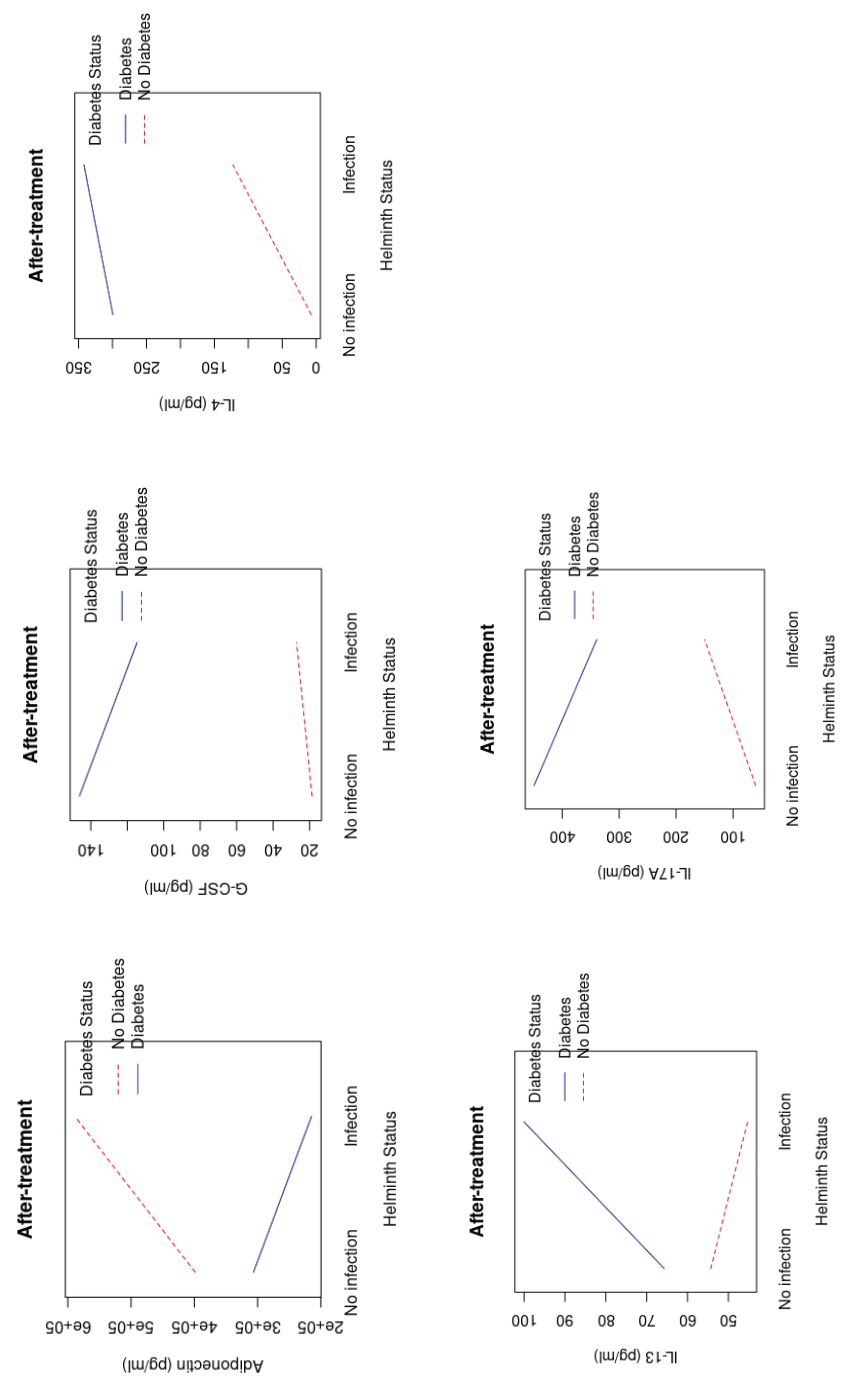 After-treatment
Diabetes Status
Diabetes
No Diabetes
350
250
150
50
0
IL-4 (pg/ml)
No infection
Infection
Helminth Status
After-treatment
Diabetes Status
Diabetes
No Diabetes
140
100
80
60
40
20
G-CSF (pg/ml)
No infection
Infection
Helminth Status
After-treatment
Diabetes Status
No Diabetes
Diabetes
6e+05
5e+05
4e+05
3e+05
2e+05
Adiponectin (pg/ml)
No infection
Infection
Helminth Status
After-treatment
Diabetes Status
Diabetes
No Diabetes
400
300
200
100
IL-17A (pg/ml)
No infection
Infection
Helminth Status
After-treatment
Diabetes Status
Diabetes
No Diabetes
100
90
80
70
60
50
IL-13 (pg/ml)
No infection
Infection
Helminth Status